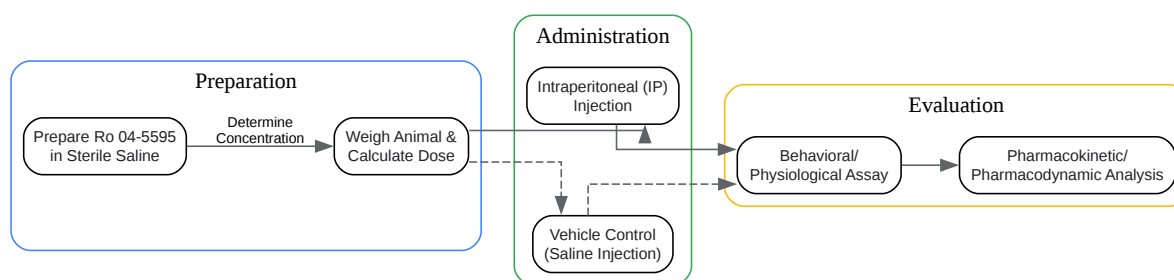 Preparation
Prepare Ro 04-5595
in Sterile Saline
Determine
Concentration
Weigh Animal &
Calculate Dose
Administration
Intraperitoneal (IP)
Injection
Vehicle Control
(Saline Injection)
Evaluation
Behavioral/
Physiological Assay
Pharmacokinetic/
Pharmacodynamic Analysis